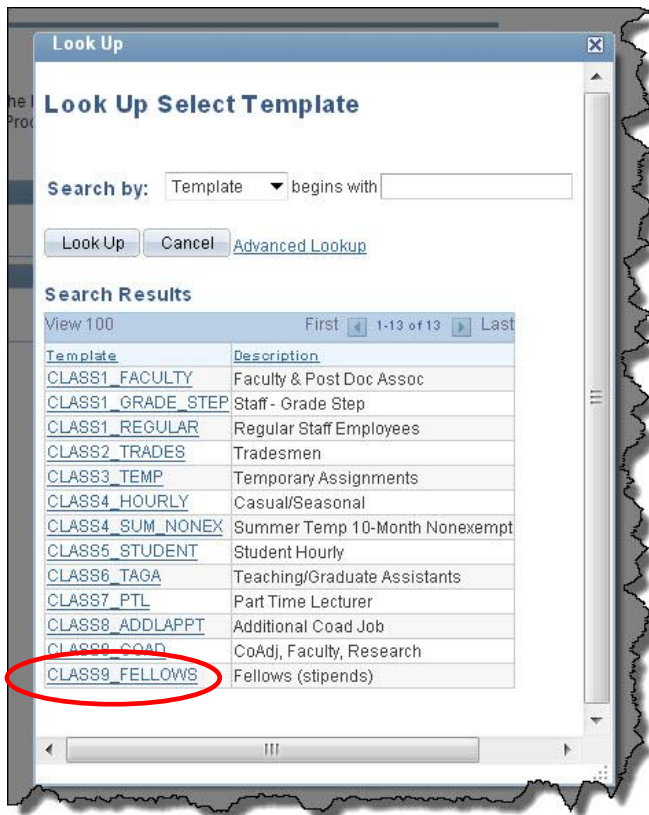 Look Up
he l
Proc
Look Up Select Template
Search by: Template begins with
Look Up Cancel Advanced Lookup
Search Results
View 100 First 1-13 of 13 Last
Template Description
CLASS1_FACULTY Faculty & Post Doc Assoc
CLASS1_GRADE_STEP Staff - Grade Step
CLASS1_REGULAR Regular Staff Employees
CLASS2_TRADES Tradesmen
CLASS3_TEMP Temporary Assignments
CLASS4_HOURLY Casual/Seasonal
CLASS4_SUM_NONEX Summer Temp 10-Month Nonexempt
CLASS5_STUDENT Student Hourly
CLASS6_TAGA Teaching/Graduate Assistants
CLASS7_PTL Part Time Lecturer
CLASS8_ADDLAPPT Additional Coad Job
CLASS8_COAD CoAdj, Faculty, Research
CLASS9_FELLOWS Fellows (stipends)